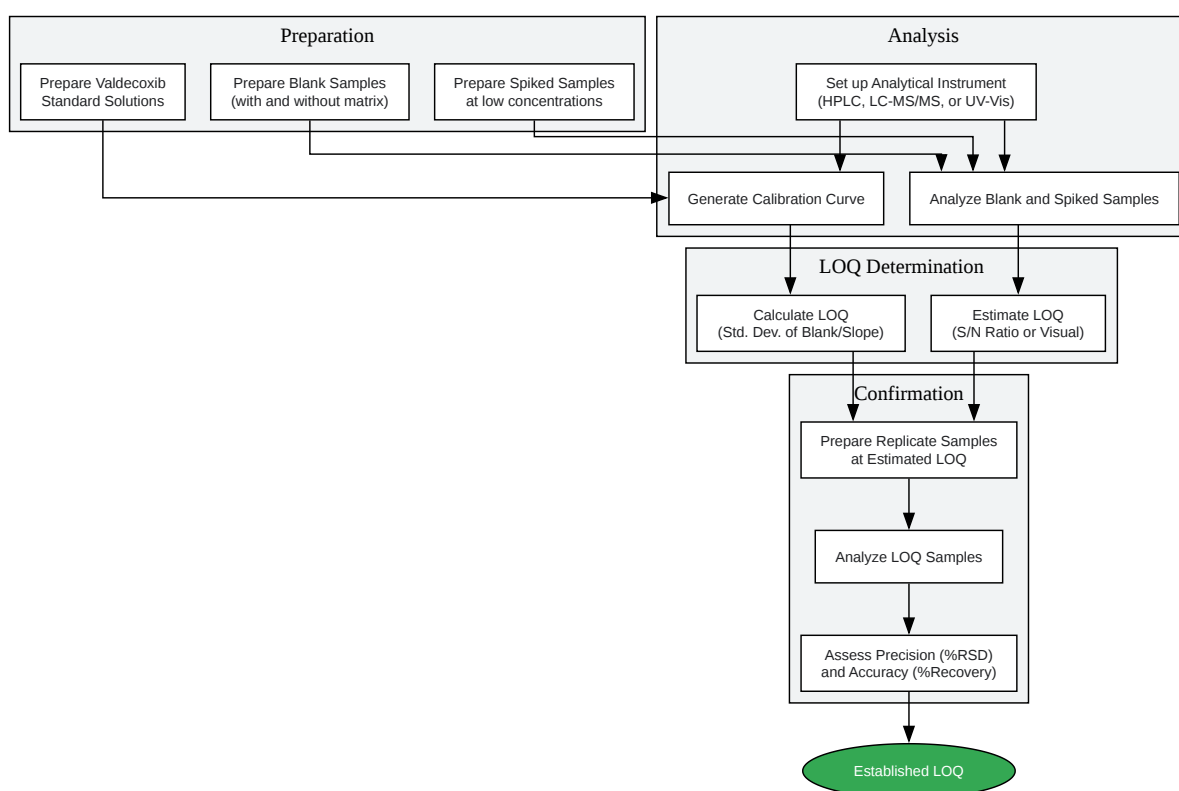 Preparation
Prepare Valdecoxib
Standard Solutions
Prepare Blank Samples
(with and without matrix)
Prepare Spiked Samples
at low concentrations
Analysis
Set up Analytical Instrument
(HPLC, LC-MS/MS, or UV-Vis)
Generate Calibration Curve
Analyze Blank and Spiked Samples
LOQ Determination
Calculate LOQ
(Std. Dev. of Blank/Slope)
Estimate LOQ
(S/N Ratio or Visual)
Confirmation
Prepare Replicate Samples
at Estimated LOQ
Analyze LOQ Samples
Assess Precision (%RSD)
and Accuracy (%Recovery)
Established LOQ